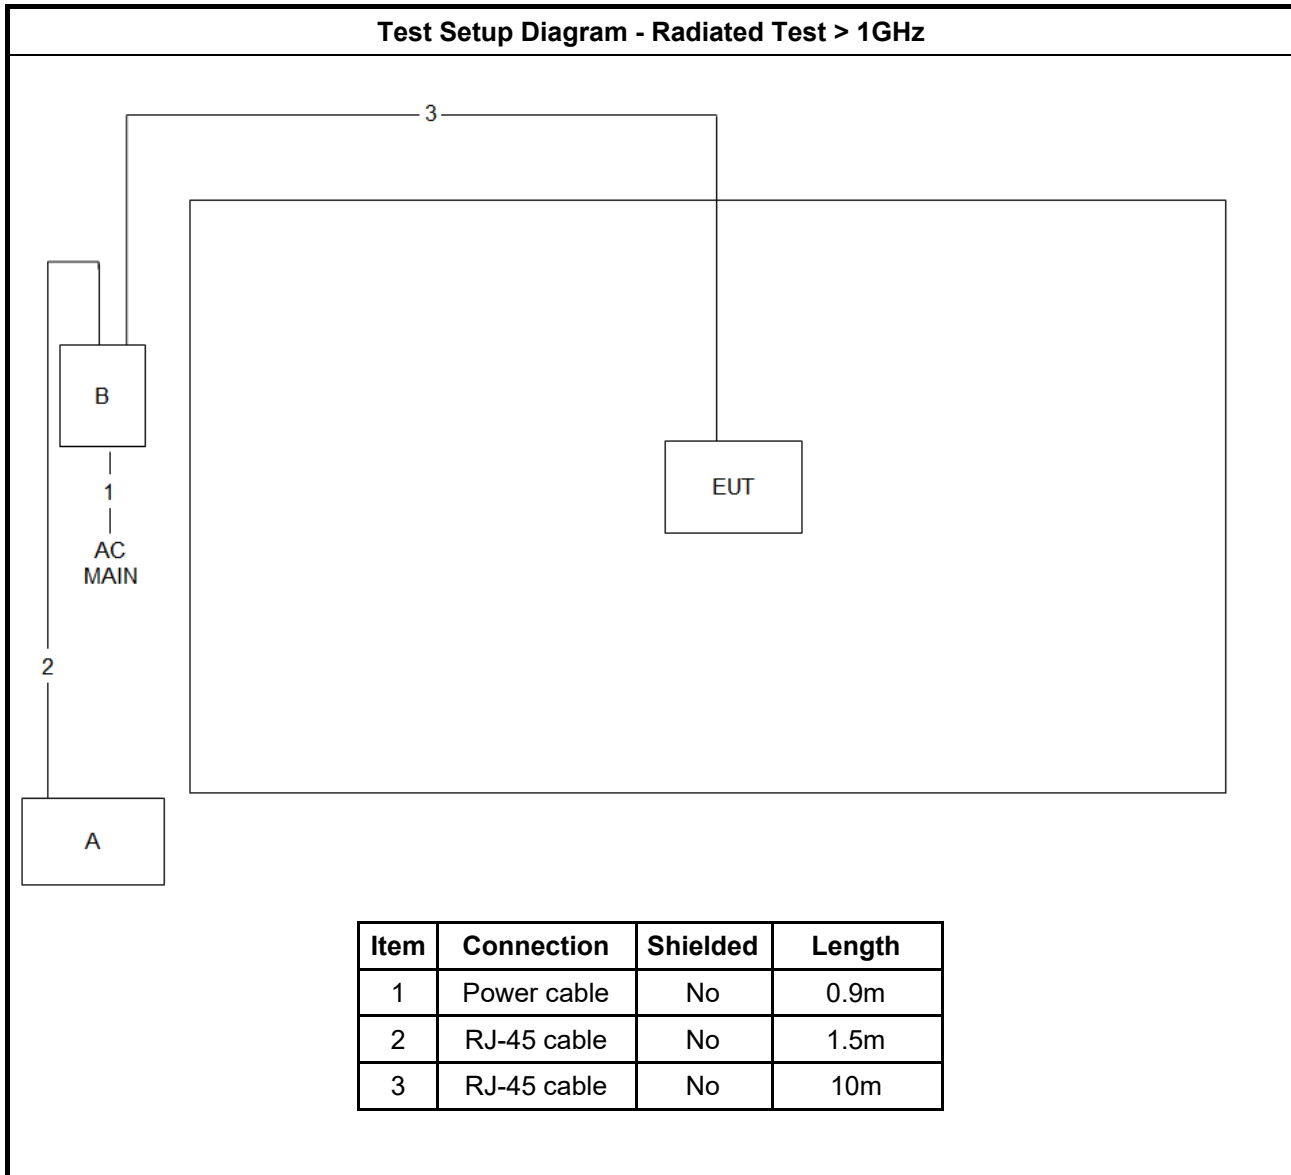 Test Setup Diagram - Radiated Test > 1GHz
3
B
1
AC
MAIN
EUT
2
A
Item Connection Shielded Length
1 Power cable No 0.9m
2 RJ-45 cable No 1.5m
3 RJ-45 cable No 10m